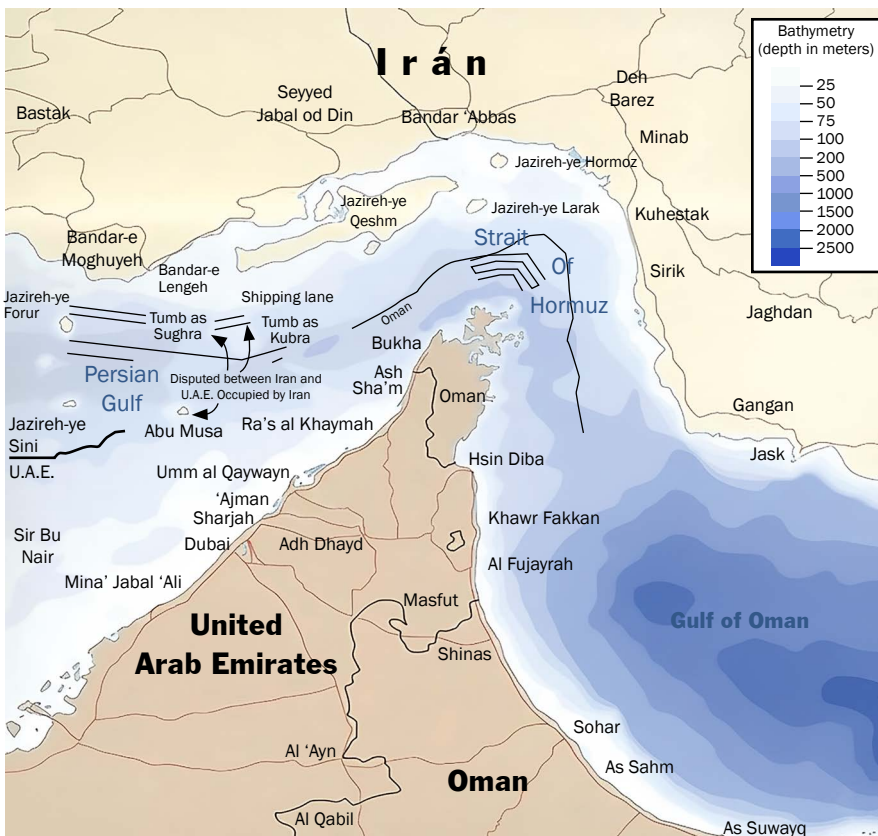 Irán
Bathymetry
(depth in meters)
25
50
75
100
200
500
1000
1500
2000
2500
Deh
Barez
Seyyed
Jabal od Din
Bastak
Bandar ‘Abbas
Minab
Jazireh-ye Hormoz
Jazireh-ye
Qeshm
Jazireh-ye Larak
Kuhestak
Strait
Of
Hormuz
Bandar-e
Moghuyeh
Bandar-e
Lengeh
Sirik
Jazireh-ye
Forur
Shipping lane
Tumb as
Sughra
Tumb as
Kubra
Oman
Jaghdan
Bukha
Persian
Gulf
Disputed between Iran and
U.A.E. Occupied by Iran
Ash
Sha’m
Oman
Gangan
Jazireh-ye
Sini
Abu Musa
Ra’s al Khaymah
U.A.E.
Jask
Umm al Qaywayn
Hsin Diba
‘Ajman
Sharjah
Khawr Fakkan
Sir Bu
Nair
Dubai
Adh Dhayd
Al Fujayrah
Mina’ Jabal ‘Ali
Masfut
United
Arab Emirates
Gulf of Oman
Shinas
Sohar
Al ‘Ayn
As Sahm
Oman
Al Qabil
As Suwayq